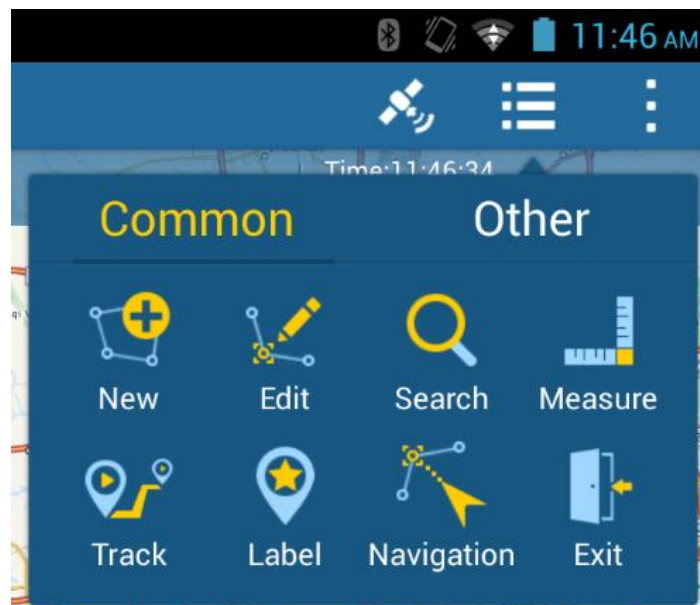 11:46 AM
Time:11:46:34
Common Other
New Edit Search Measure
Track Label Navigation Exit